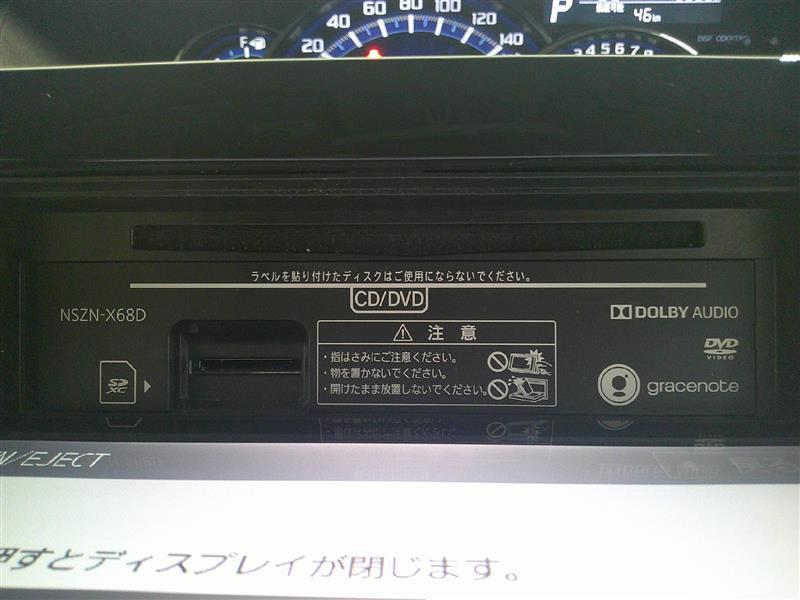 F
20 40 60 80 100 120 140
P
46km
ラベルを貼り付けたディスクはご使用にならないでください。
CD/DVD
NSZN-X68D
DOLBY AUDIO
注意
・指はさみにご注意ください。
・物を置かないでください。
・開けたまま放置しないでください。
DVD
VIDEO
SD
XC
gracenote
/EJECT
すとディスプレイが閉じます。